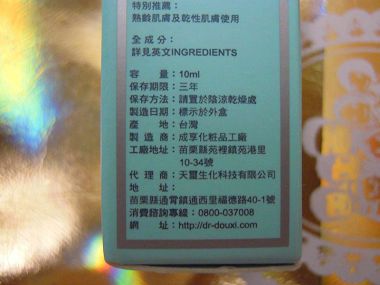 特別推薦：
熟齡肌膚及乾性肌膚使用
全成分：
詳見英文INGREDIENTS
容量：10ml
保存期限：三年
保存方法：請置於陰涼乾燥處
製造日期：標示於外盒
產地：台灣
製造商：成享化粧品工廠
工廠地址：苗栗縣苑裡鎮苑港里
10-34號
代理商：天璽生化科技有限公司
地址：
苗栗縣通霄鎮通西里福德路40-1號
消費諮詢專線：0800-037008
網址：http://dr-douxi.com